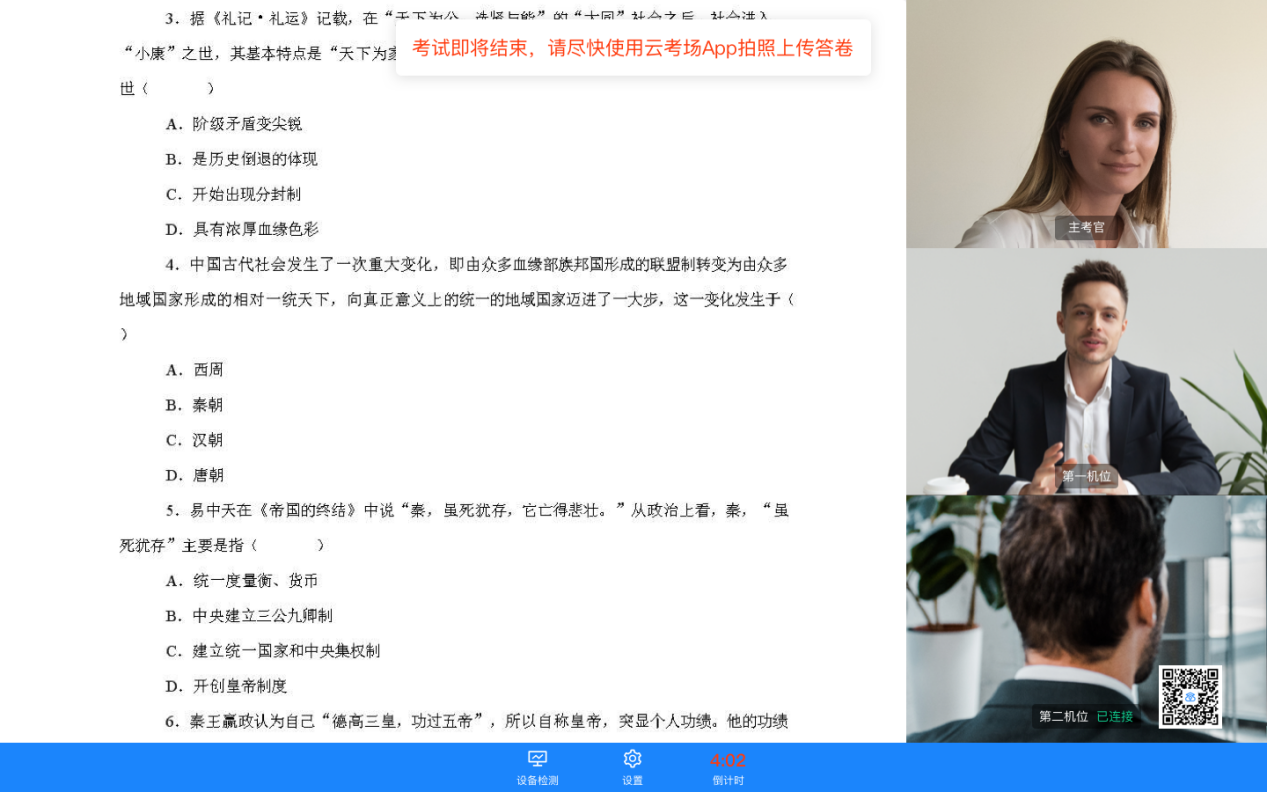 3．据《礼记•礼运》记载，在“天下为公，选贤与能”的“大同”社会之后，社会进入
“小康”之世，其基本特点是“天下为家
考试即将结束，请尽快使用云考场App拍照上传答卷
世（　　　）
A．阶级矛盾变尖锐
B．是历史倒退的体现
C．开始出现分封制
D．具有浓厚血缘色彩
4．中国古代社会发生了一次重大变化，即由众多血缘部族邦国形成的联盟制转变为由众多
地域国家形成的相对一统天下，向真正意义上的统一的地域国家迈进了一大步，这一变化发生于（
）
A．西周
B．秦朝
C．汉朝
D．唐朝
5．易中天在《帝国的终结》中说“秦，虽死犹存，它亡得悲壮。”从政治上看，秦，“虽
死犹存”主要是指（　　　）
A．统一度量衡、货币
B．中央建立三公九卿制
C．建立统一国家和中央集权制
D．开创皇帝制度
6．秦王嬴政认为自己“德高三皇，功过五帝”，所以自称皇帝，突显个人功绩。他的功绩
主考官
第一机位
第二机位 已连接
设备检测
设置
4:02
倒计时